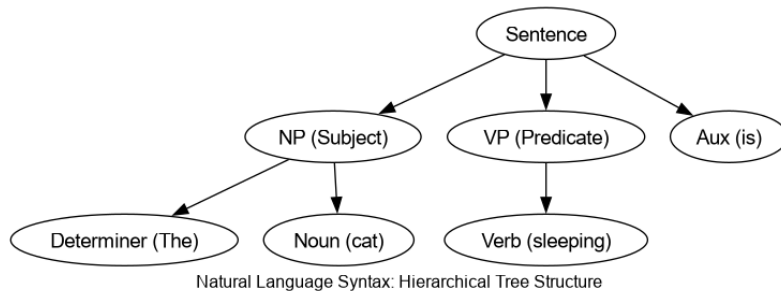 Sentence
NP (Subject)
VP (Predicate)
Aux (is)
Determiner (The)
Noun (cat)
Verb (sleeping)
Natural Language Syntax: Hierarchical Tree Structure